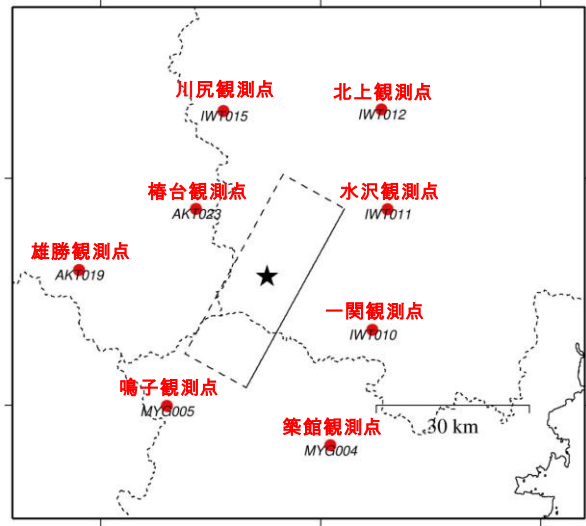 川尻観測点
IWT015
北上観測点
IWT012
椿台観測点
AKT023
水沢観測点
IWT011
雄勝観測点
AKT019
一関観測点
IWT010
鳴子観測点
MYG005
築館観測点
MYG004
30 km